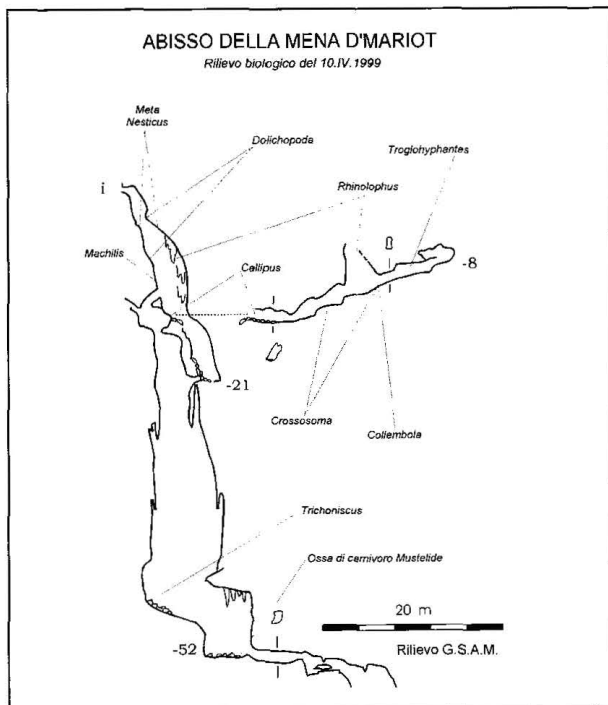 ABISSO DELLA MENA D'MARIOT
Rilievo biologico del 10.IV.1999
Meta
Nesticus
Dolichopoda
Troglohyphantes
Rhinolophus
i
Machilis
Callipus
-8
-21
Crossosoma
Collembola
Trichoniscus
Ossa di carnivoro Mustelide
20 m
-52
Rilievo G.S.A.M.